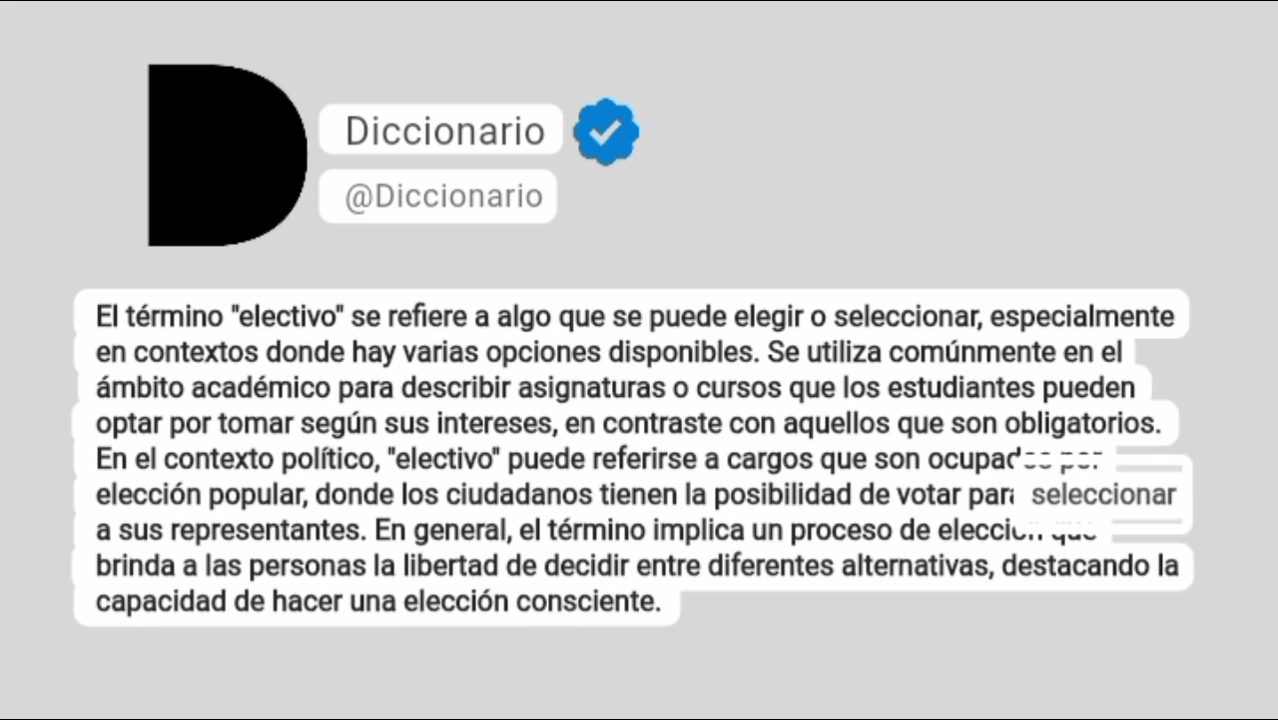 Diccionario
@Diccionario
El término "electivo" se refiere a algo que se puede elegir o seleccionar, especialmente
en contextos donde hay varias opciones disponibles. Se utiliza comúnmente en el
ámbito académico para describir asignaturas o cursos que los estudiantes pueden
optar por tomar según sus intereses, en contraste con aquellos que son obligatorios.
En el contexto político, "electivo" puede referirse a cargos que son ocupados por
elección popular, donde los ciudadanos tienen la posibilidad de votar para seleccionar
a sus representantes. En general, el término implica un proceso de elección que
brinda a las personas la libertad de decidir entre diferentes alternativas, destacando la
capacidad de hacer una elección consciente.